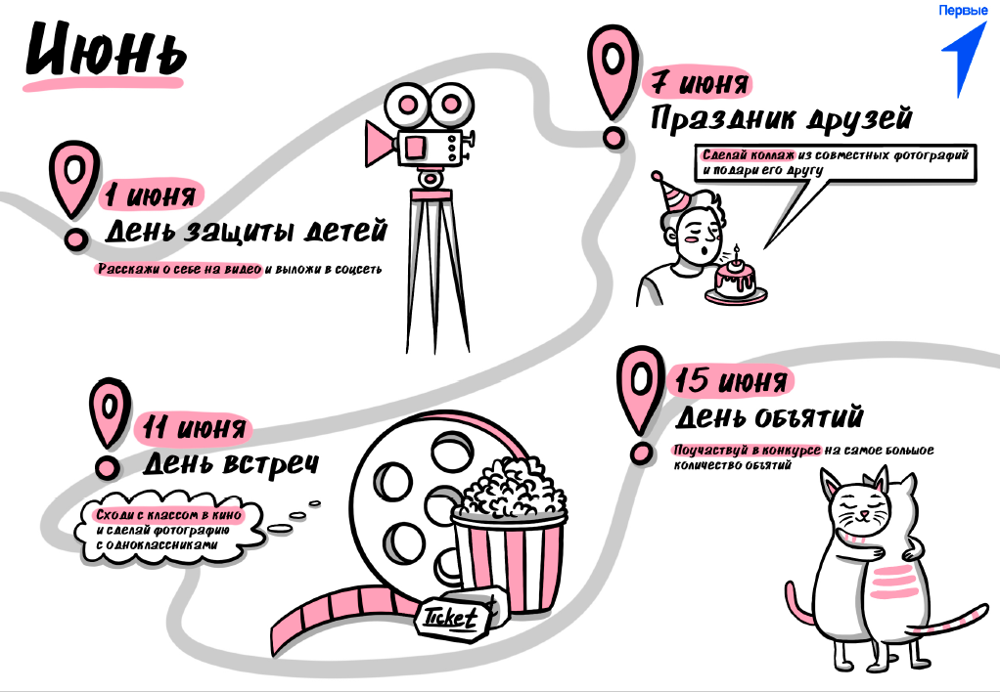 Июнь
Первые
1 июня
День защиты детей
Расскажи о себе на видео и выложи в соцсеть
7 июня
Праздник друзей
Сделай коллаж из совместных фотографий
и подари его другу
11 июня
День встреч
Сходи с классом в кино
и сделай фотографию
с одноклассниками
Ticket
t
15 июня
День объятий
Поучаствуй в конкурсе на самое большое
количество объятий